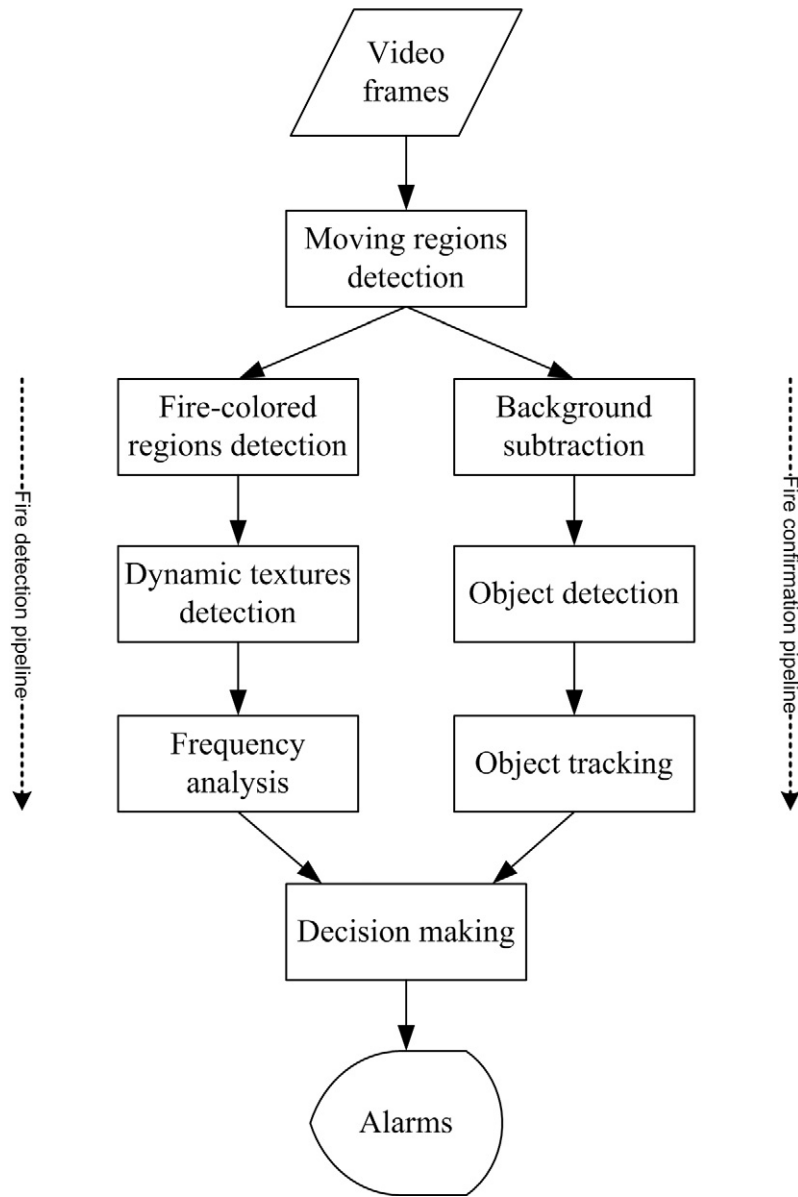 Video
frames
Moving regions
detection
Fire-colored
regions detection
Background
subtraction
Dynamic textures
detection
Object detection
Frequency
analysis
Object tracking
Fire detection pipeline
Fire confirmation pipeline
Decision making
Alarms